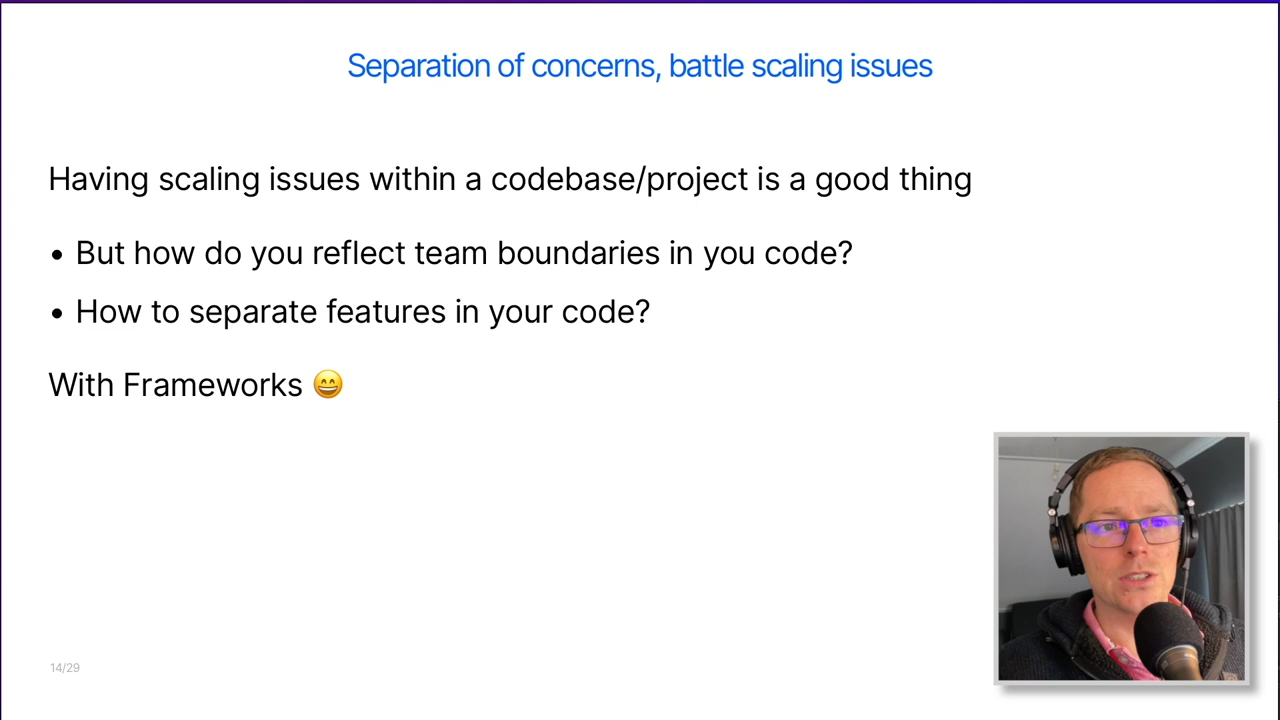 Separation of concerns, battle scaling issues
Having scaling issues within a codebase/project is a good thing
• But how do you reflect team boundaries in you code?
• How to separate features in your code?
With Frameworks 😄
14/29